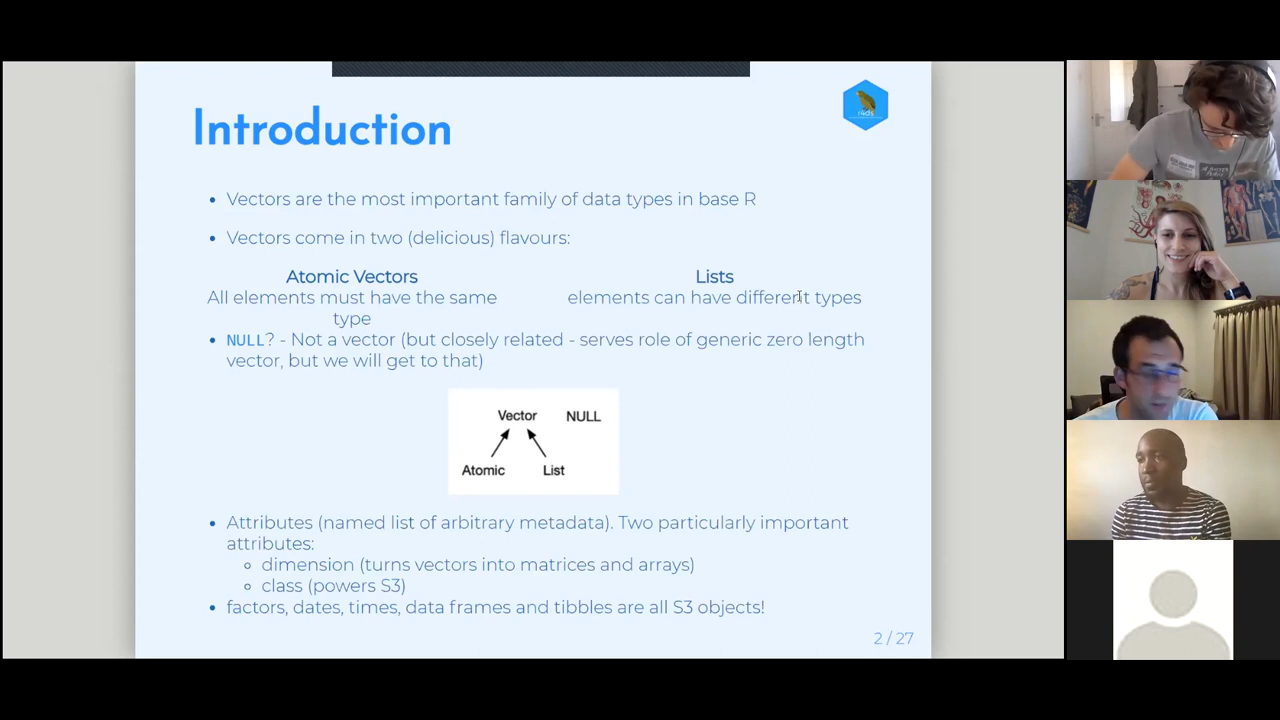 Introduction
r4ds
Vectors are the most important family of data types in base R
Vectors come in two (delicious) flavours:
Atomic Vectors
All elements must have the same
type
Lists
elements can have different types
NULL? - Not a vector (but closely related - serves role of generic zero length
vector, but we will get to that)
Vector NULL
Atomic List
Attributes (named list of arbitrary metadata). Two particularly important
attributes:
dimension (turns vectors into matrices and arrays)
class (powers S3)
factors, dates, times, data frames and tibbles are all S3 objects!
2 / 27